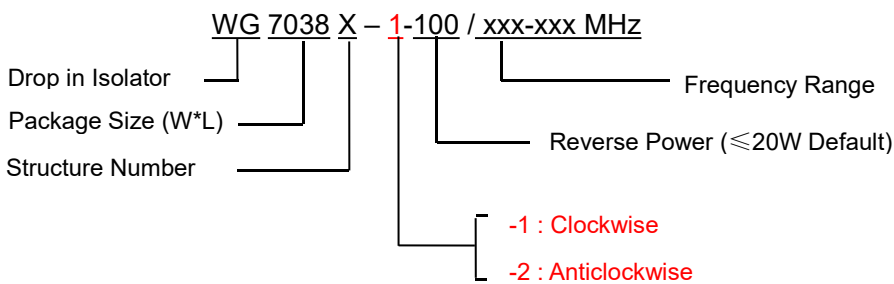 WG 7038 X – 1-100 / xxx-xxx MHz
Drop in Isolator
Frequency Range
Package Size (W*L)
Reverse Power (≤20W Default)
Structure Number
-1 : Clockwise
-2 : Anticlockwise